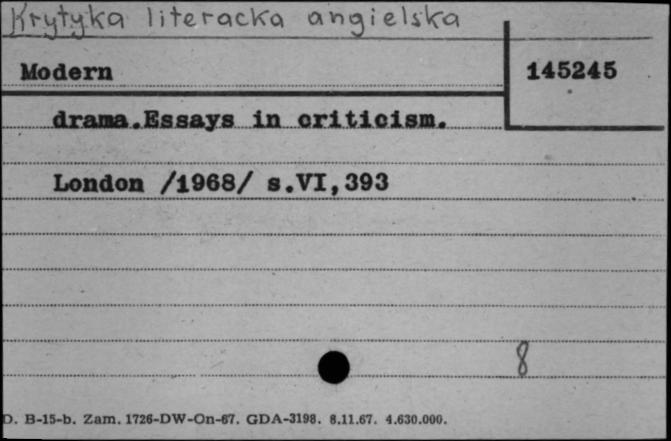 Krytyka literacka angielska
Modern
145245
drama.Essays in criticism.
London /1968/ s.VI,393
8
D. B-15-b. Zam. 1726-DW-On-67. GDA-3198. 8.11.67. 4.630.000.